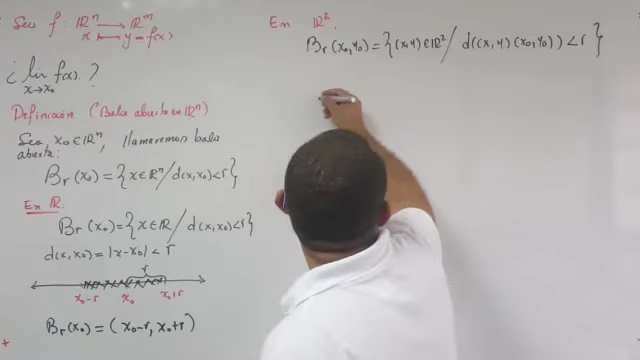 Sea f: ℝⁿ → ℝᵐ
x ↦ y = f(x)
¿ lim f(x) ?
x→x₀
Definición (Bola abierta en ℝⁿ)
Sea x₀ ∈ ℝⁿ, llameremos bola
abierta:
Bᵣ(x₀) = {x ∈ ℝⁿ / d(x,x₀) < r}
En ℝ.
Bᵣ(x₀) = {x ∈ ℝ / d(x,x₀) < r}
d(x,x₀) = |x-x₀| < r
r
x₀-r x₀ x₀+r
Bᵣ(x₀) = (x₀-r, x₀+r)
En ℝ².
Bᵣ(x₀,y₀) = {(x,y) ∈ ℝ² / d((x,y)(x₀,y₀)) < r}